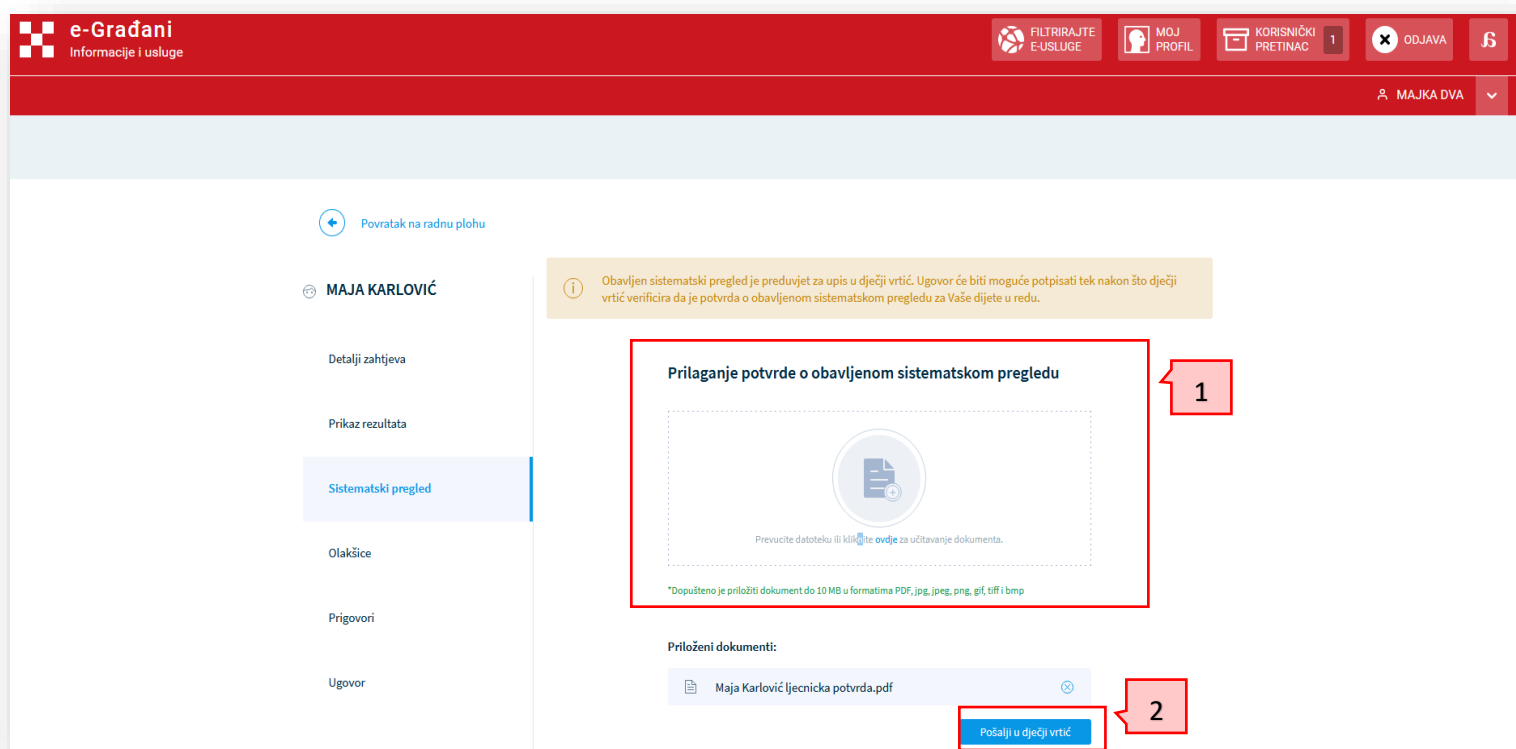 e-Građani
Informacije i usluge
FILTRIRAJTE
E-USLUGE
MOJ
PROFIL
KORISNIČKI
PRETINAC
1
ODJAVA
MAJKA DVA
Povratak na radnu plohu
MAJA KARLOVIĆ
Obavljen sistematski pregled je preduvjet za upis u dječji vrtić. Ugovor će biti moguće potpisati tek nakon što dječji
vrtić verificira da je potvrda o obavljenom sistematskom pregledu za Vaše dijete u redu.
Detalji zahtjeva
Prikaz rezultata
Sistematski pregled
Olakšice
Prigovori
Ugovor
Prilaganje potvrde o obavljenom sistematskom pregledu
1
Prevucite datoteku ili kliknite ovdje za učitavanje dokumenta.
*Dopušteno je priložiti dokument do 10 MB u formatima PDF, jpg, jpeg, png, gif, tiff i bmp
Priloženi dokumenti:
Maja Karlović ljecnicka potvrda.pdf
2
Pošalji u dječji vrtić